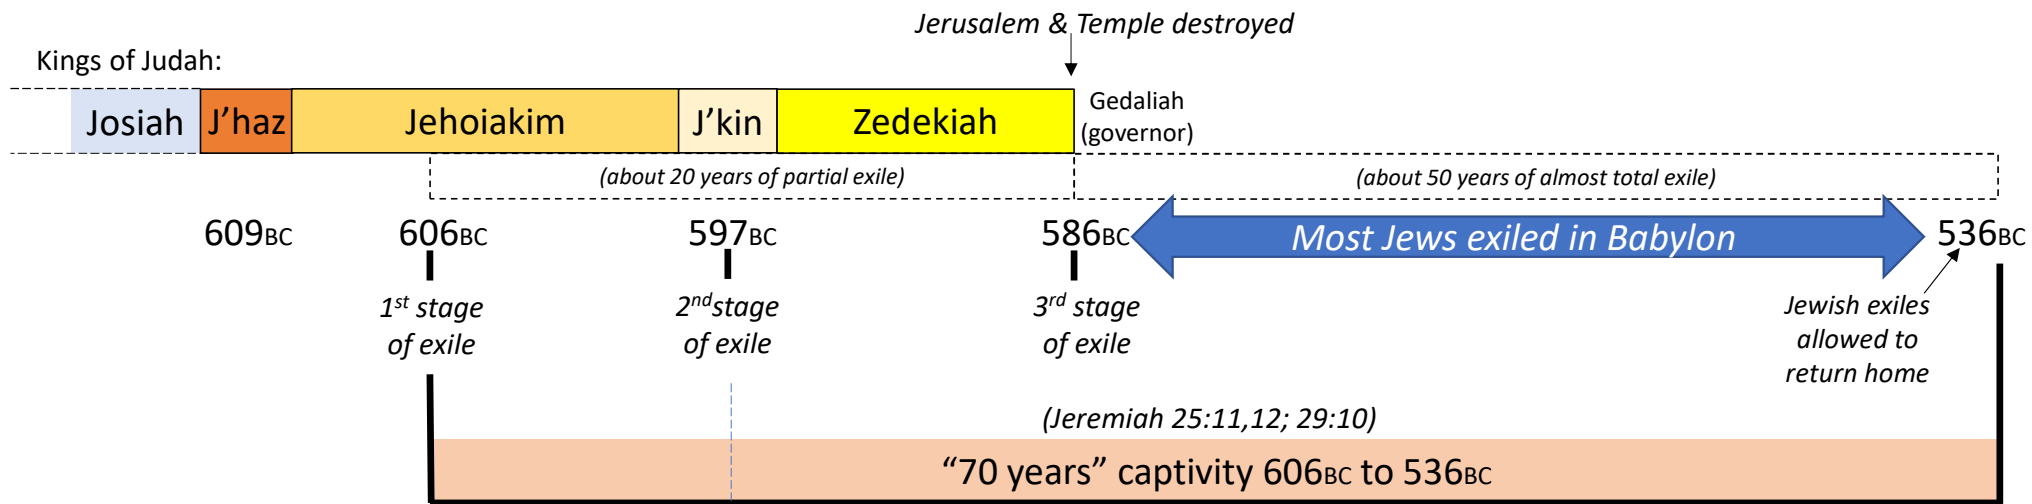 Jerusalem & Temple destroyed
Kings of Judah:
Josiah
J’haz
Jehoiakim
J’kin
Zedekiah
Gedaliah
(governor)
(about 20 years of partial exile)
(about 50 years of almost total exile)
609BC
606BC
597BC
586BC
Most Jews exiled in Babylon
536BC
1st stage
of exile
2nd stage
of exile
3rd stage
of exile
Jewish exiles
allowed to
return home
(Jeremiah 25:11,12; 29:10)
“70 years” captivity 606BC to 536BC